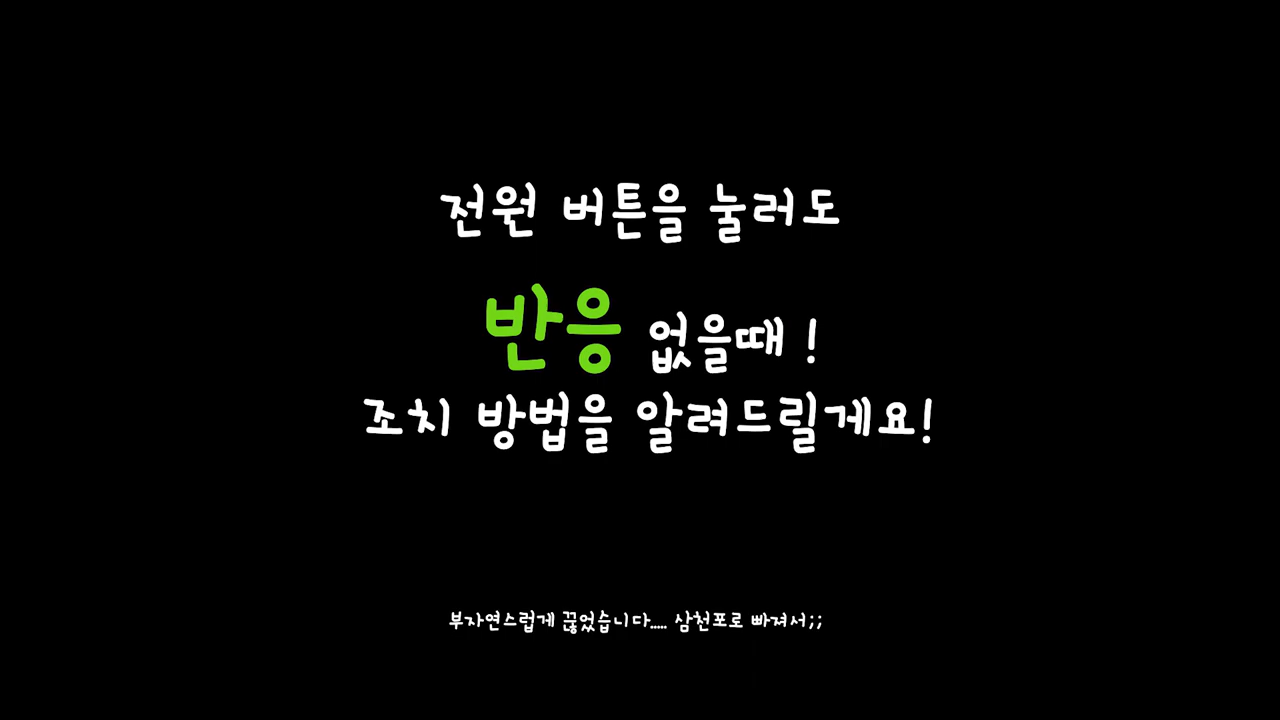 전원 버튼을 눌러도
반응 없을때 !
조치 방법을 알려드릴게요!
부자연스럽게 끊었습니다..... 삼천포로 빠져서;;